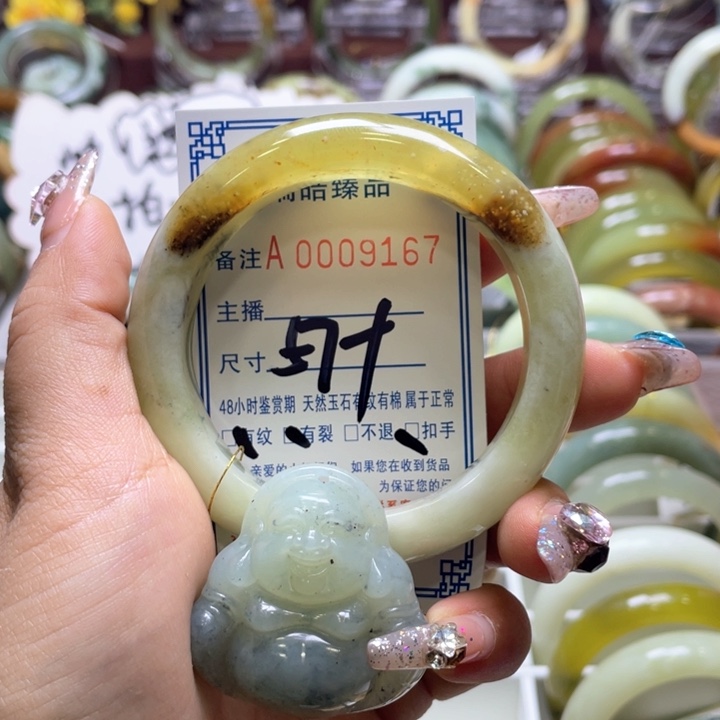 皓臻品
备注 A 0009167
主播
尺寸
48小时鉴赏期 天然玉石有纹有棉 属于正常
□有纹 □有裂 □不退 □扣手
亲爱的 如果您在收到货品
为保证您的